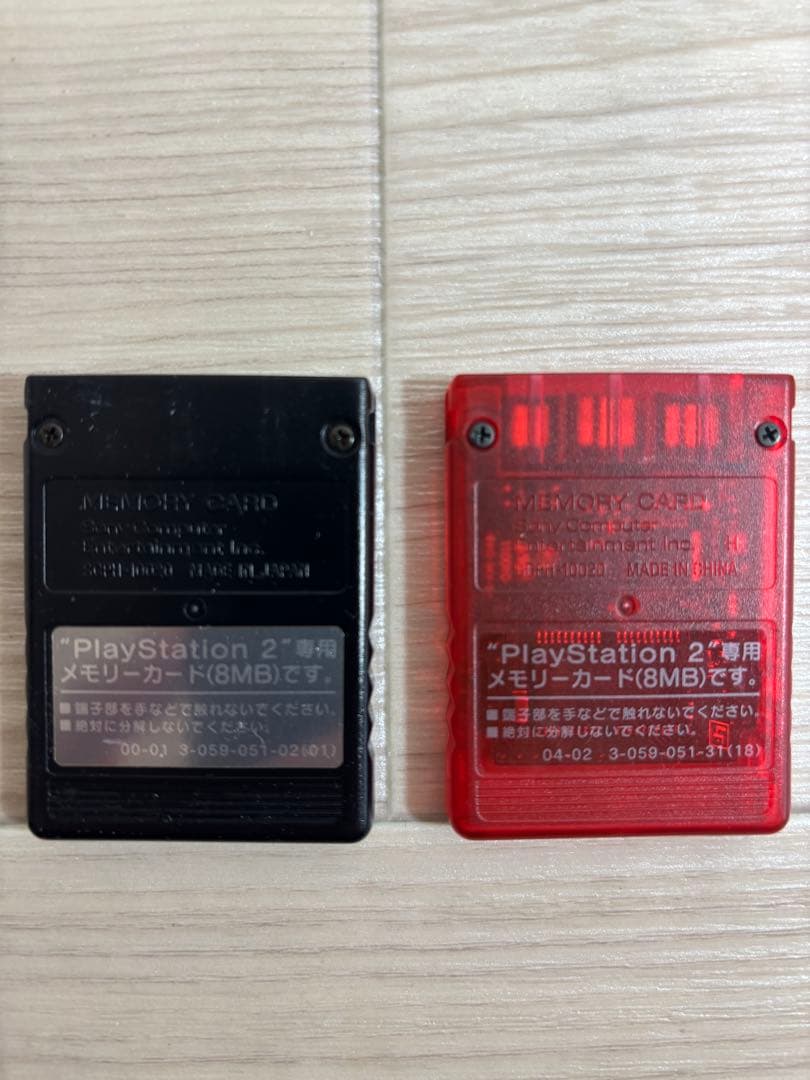 MEMORY CARD
Sony Computer
Entertainment Inc.
SCPH-10020 MADE IN JAPAN
"PlayStation 2"専用
メモリーカード(8MB)です。
■端子部を手などで触れないでください。
■絶対に分解しないでください。
00-01 3-059-051-02(01)
MEMORY CARD
Sony Computer
Entertainment Inc. H
SCPH-10020 MADE IN CHINA
"PlayStation 2"専用
メモリーカード(8MB)です。
■端子部を手などで触れないでください。
■絶対に分解しないでください。
04-02 3-059-051-31(18)